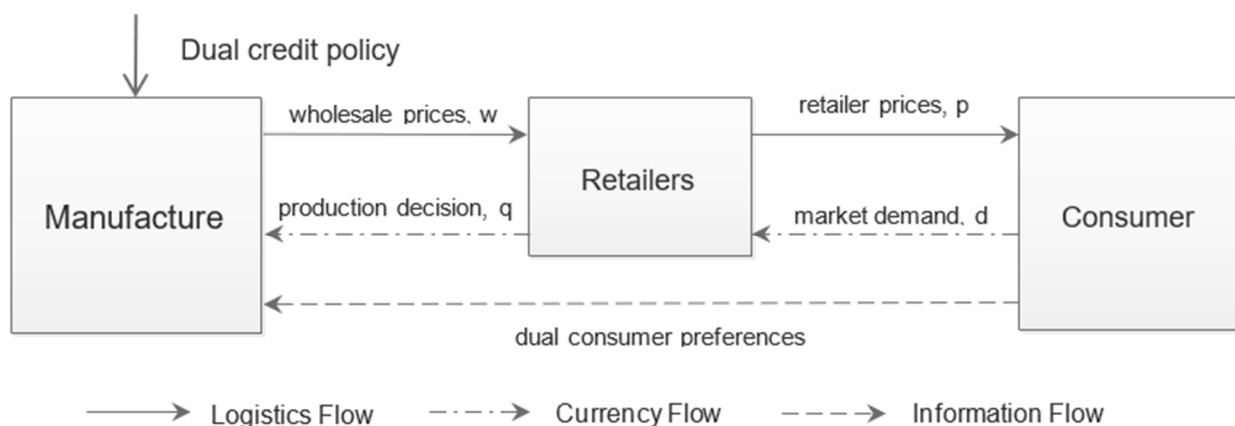 Dual credit policy
wholesale prices, w
retailer prices, p
Manufacture
Retailers
Consumer
production decision, q
market demand, d
dual consumer preferences
Logistics Flow
Currency Flow
Information Flow